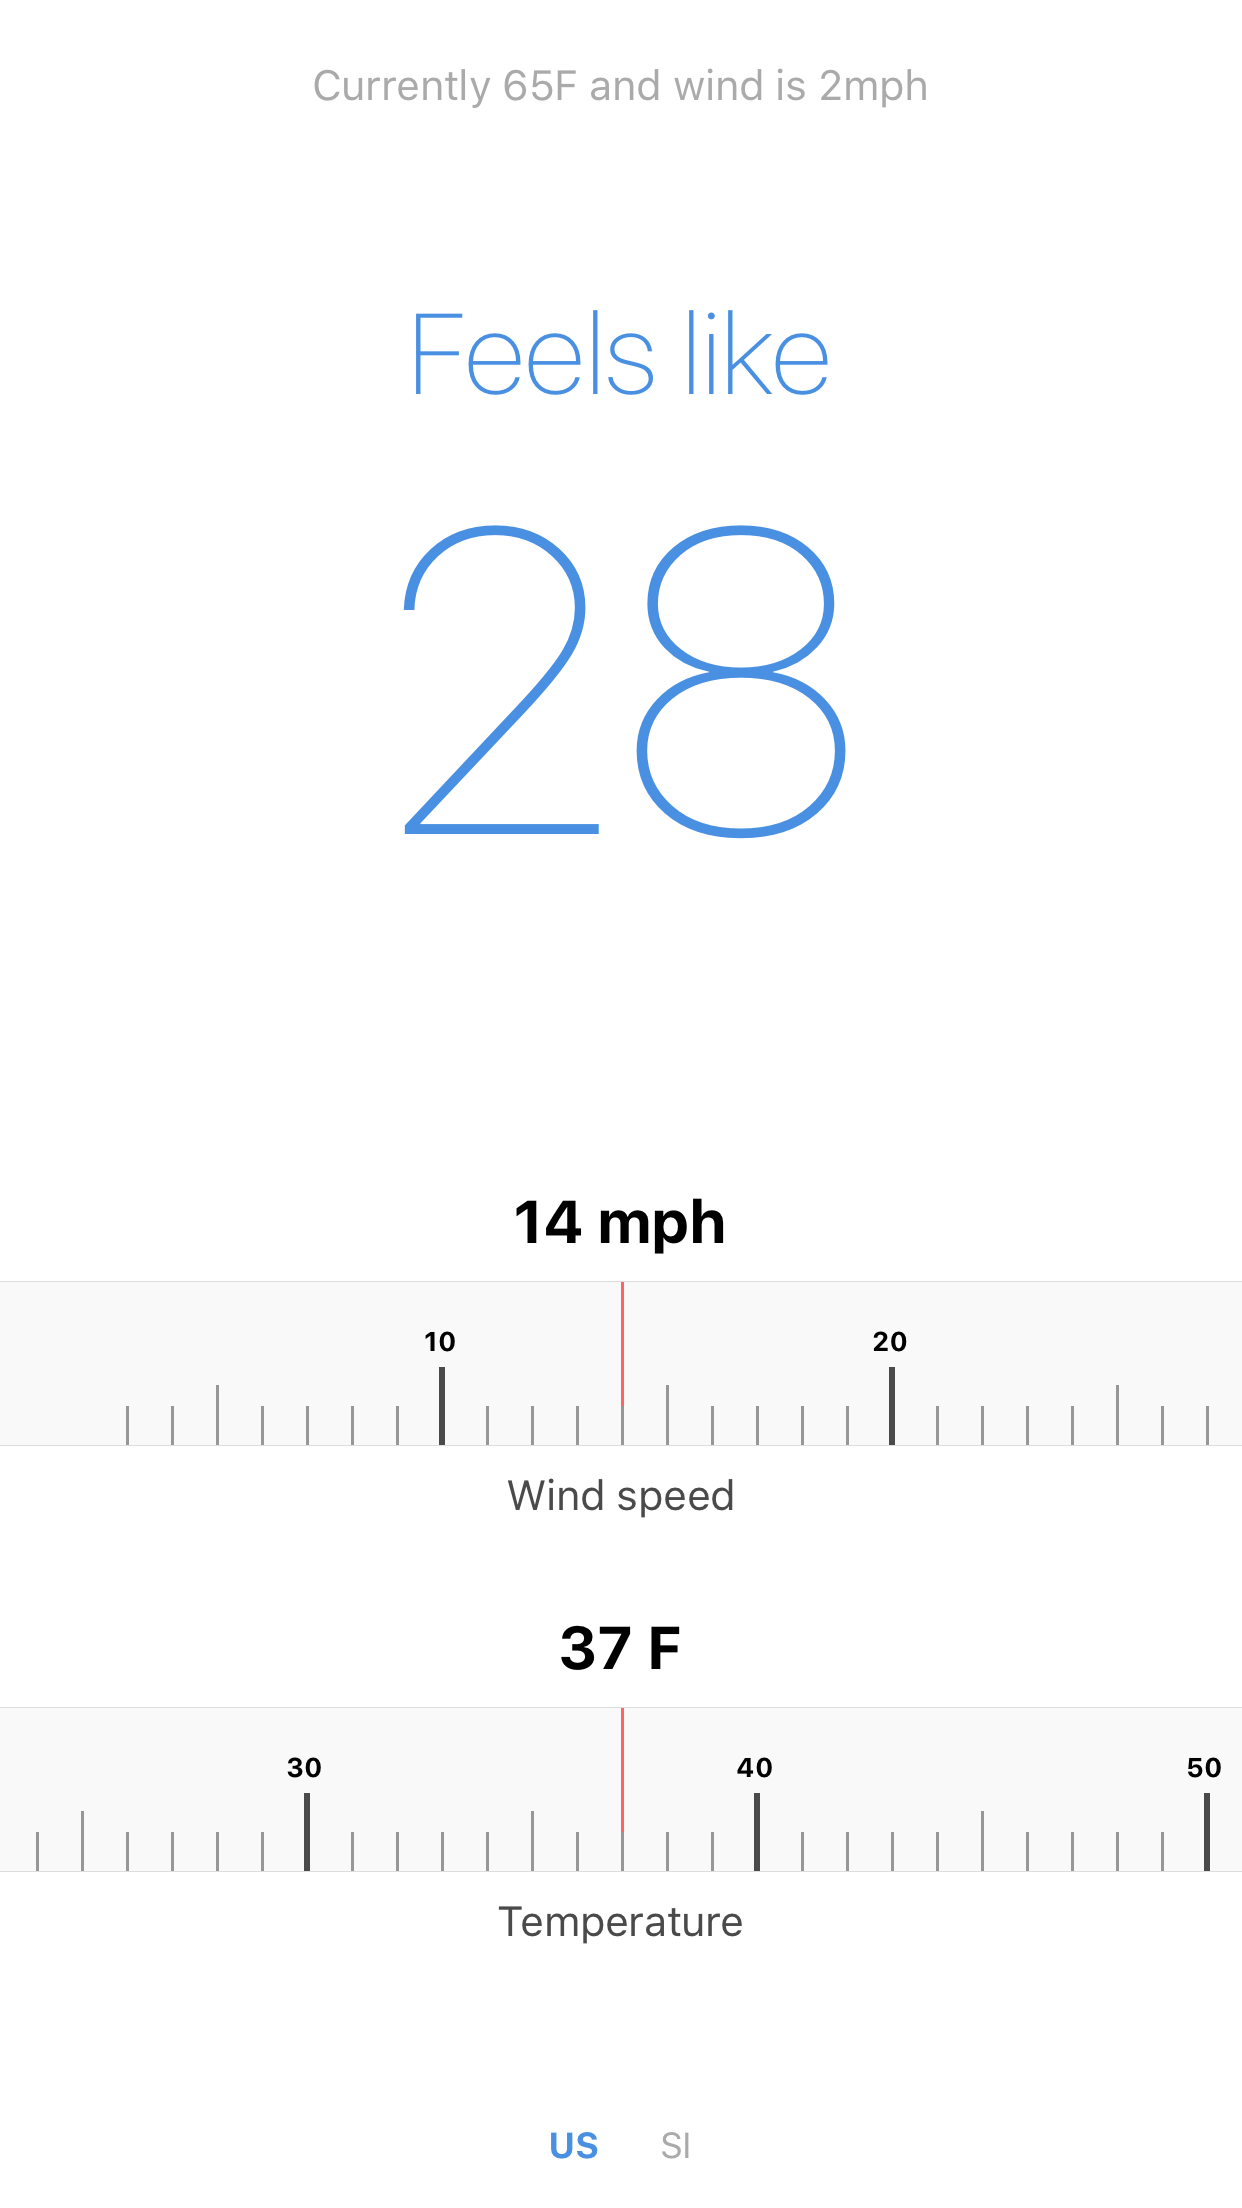 Currently 65F and wind is 2mph
Feels like
28
14 mph
10 20
Wind speed
37 F
30 40 50
Temperature
US SI